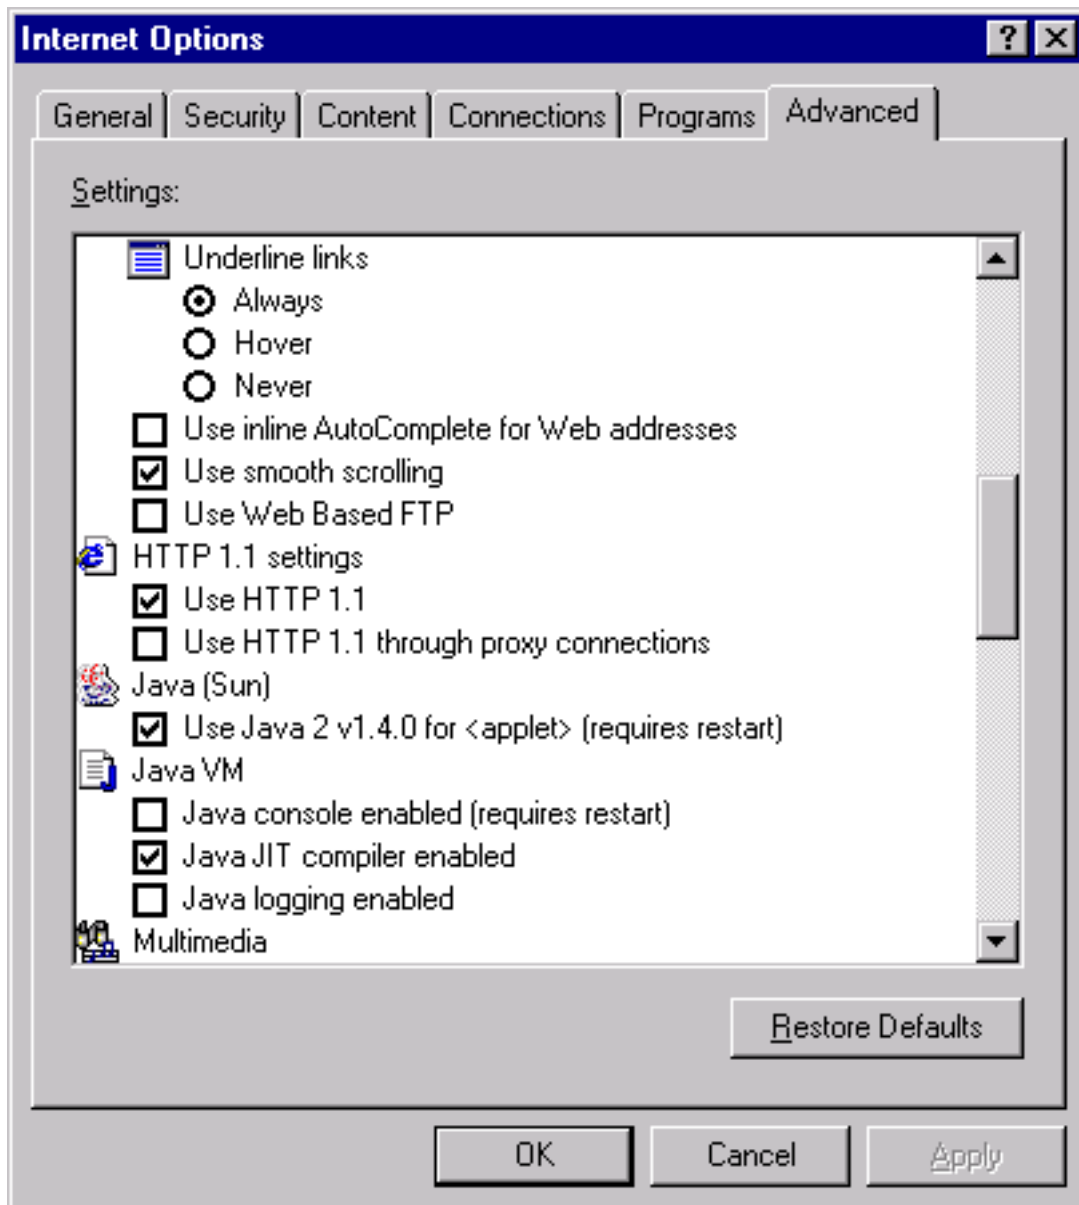 Internet Options
General Security Content Connections Programs Advanced
Settings:
Underline links
Always
Hover
Never
Use inline AutoComplete for Web addresses
Use smooth scrolling
Use Web Based FTP
HTTP 1.1 settings
Use HTTP 1.1
Use HTTP 1.1 through proxy connections
Java (Sun)
Use Java 2 v1.4.0 for <applet> (requires restart)
Java VM
Java console enabled (requires restart)
Java JIT compiler enabled
Java logging enabled
Multimedia
Restore Defaults
OK Cancel Apply